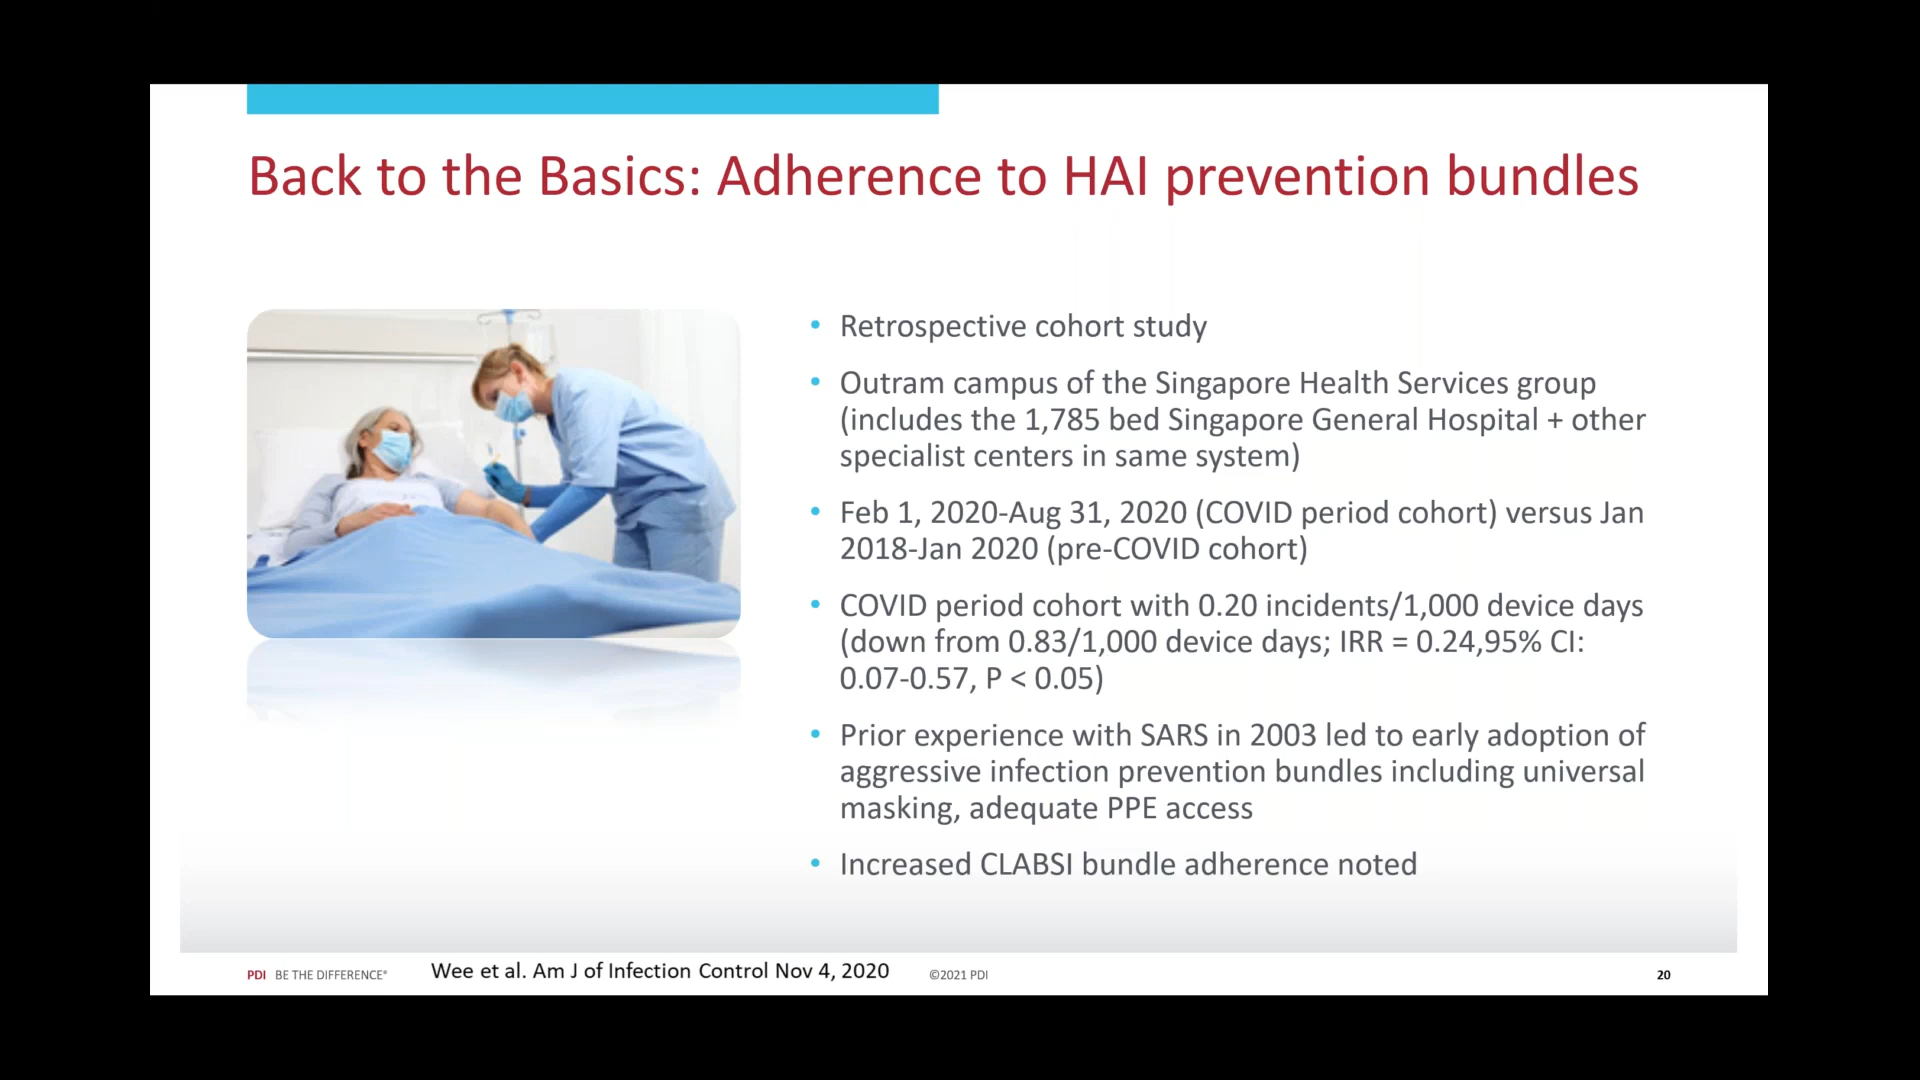 Back to the Basics: Adherence to HAI prevention bundles
• Retrospective cohort study
• Outram campus of the Singapore Health Services group
(includes the 1,785 bed Singapore General Hospital + other
specialist centers in same system)
• Feb 1, 2020-Aug 31, 2020 (COVID period cohort) versus Jan
2018-Jan 2020 (pre-COVID cohort)
• COVID period cohort with 0.20 incidents/1,000 device days
(down from 0.83/1,000 device days; IRR = 0.24,95% CI:
0.07-0.57, P < 0.05)
• Prior experience with SARS in 2003 led to early adoption of
aggressive infection prevention bundles including universal
masking, adequate PPE access
• Increased CLABSI bundle adherence noted
PDI BE THE DIFFERENCE® Wee et al. Am J of Infection Control Nov 4, 2020 ©2021 PDI 20